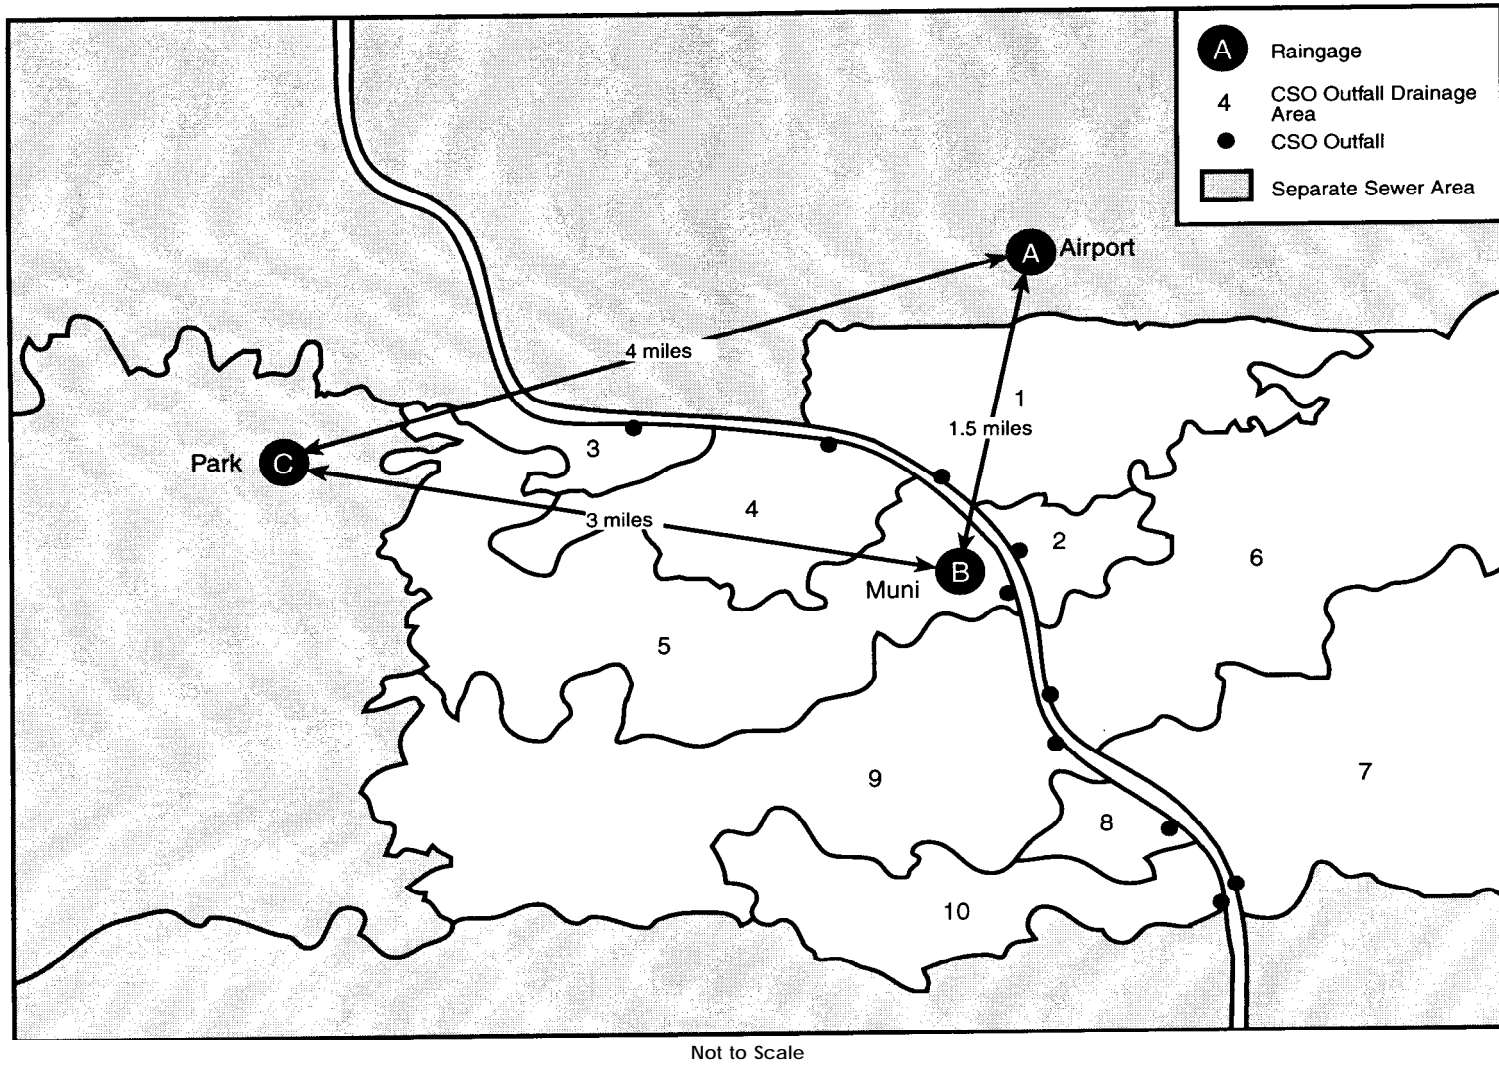 A Raingage
4 CSO Outfall Drainage
Area
CSO Outfall
Separate Sewer Area
A Airport
4 miles
1
1.5 miles
3
Park C
4
3 miles
2
6
B
Muni
5
9
7
8
10
Not to Scale